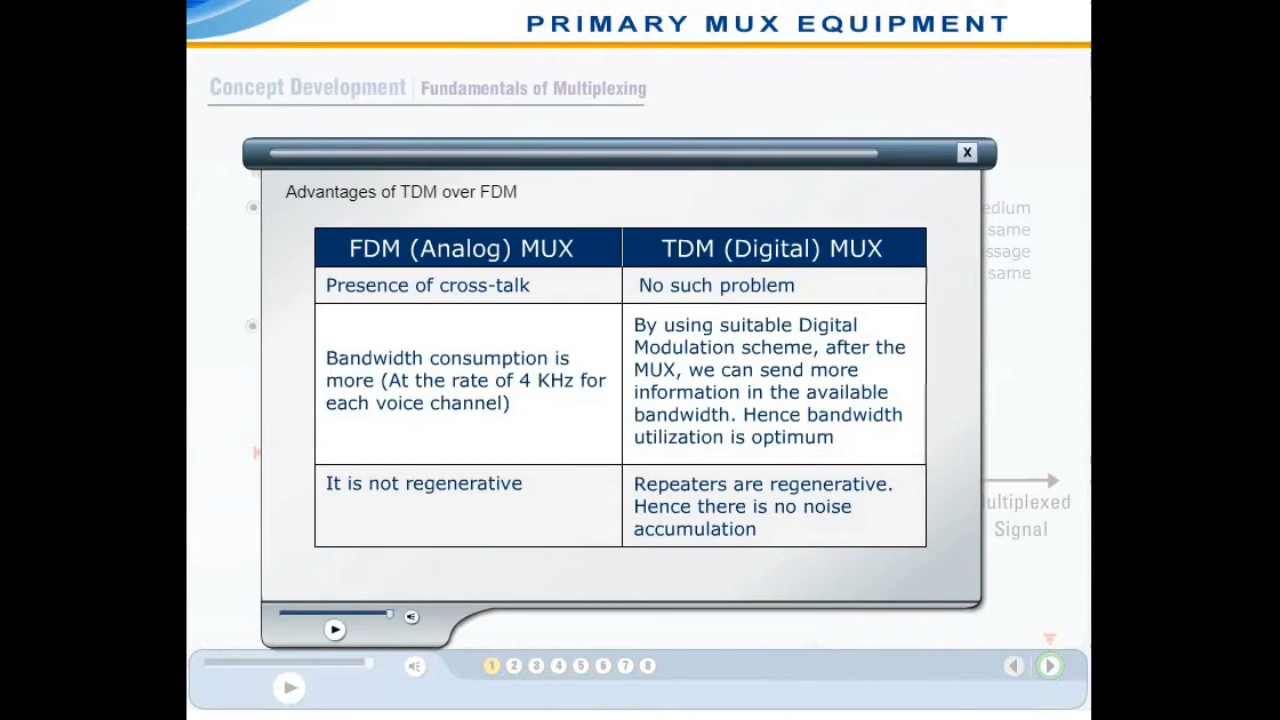 PRIMARY MUX EQUIPMENT
Concept Development | Fundamentals of Multiplexing
X
Advantages of TDM over FDM
FDM (Analog) MUX
TDM (Digital) MUX
Presence of cross-talk
No such problem
Bandwidth consumption is
more (At the rate of 4 KHz for
each voice channel)
By using suitable Digital
Modulation scheme, after the
MUX, we can send more
information in the available
bandwidth. Hence bandwidth
utilization is optimum
It is not regenerative
Repeaters are regenerative.
Hence there is no noise
accumulation
edium
same
ssage
same
ultiplexed
Signal
1 2 3 4 5 6 7 8